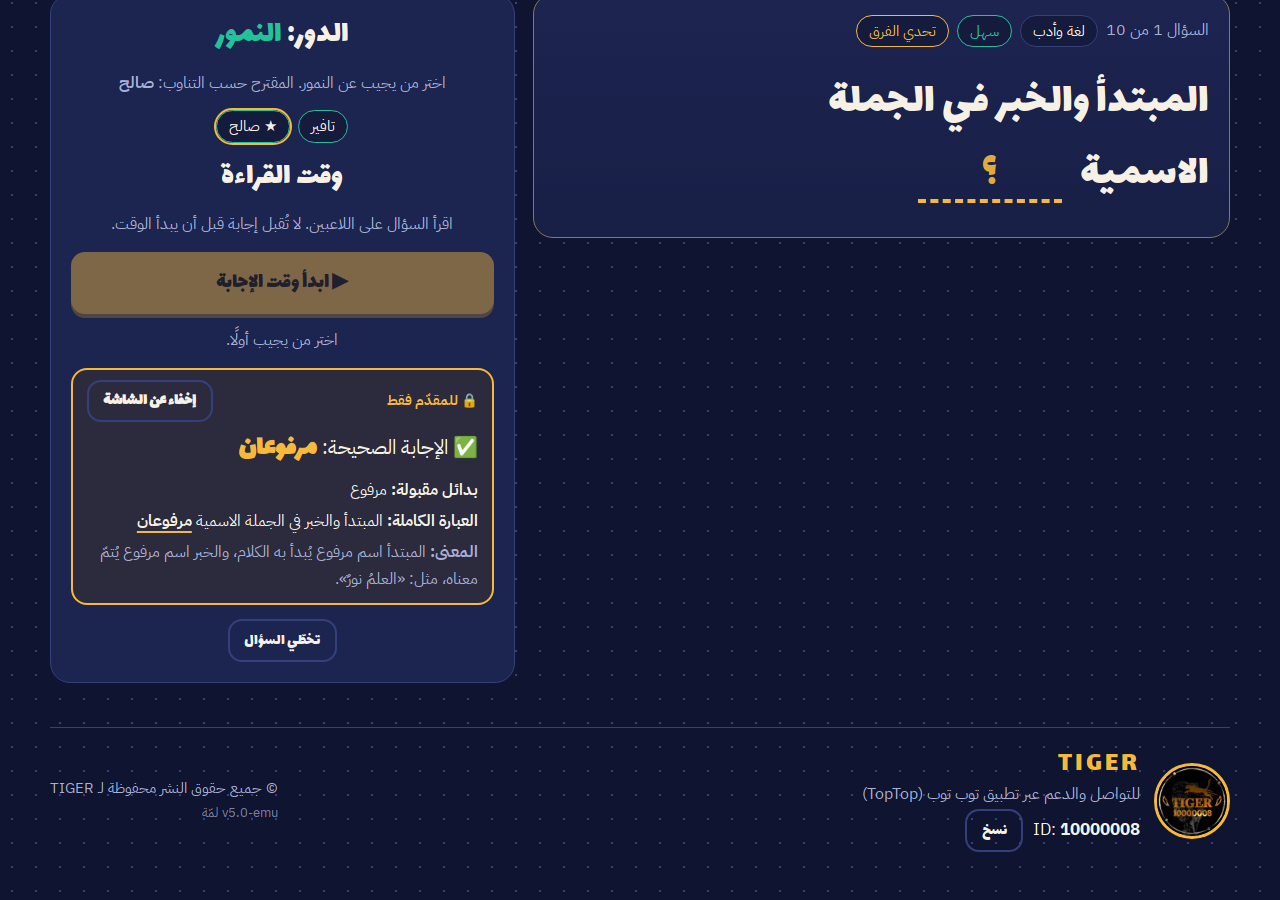 السؤال 1 من 10 لغة وأدب سهل تحدي الفرق
المبتدأ والخبر في الجملة
الاسمية ؟
الدور: النمور
اختر من يجيب عن النمور. المقترح حسب التناوب: صالح
تافير ★ صالح
وقت القراءة
اقرأ السؤال على اللاعبين. لا تُقبل إجابة قبل أن يبدأ الوقت.
▶ ابدأ وقت الإجابة
اختر من يجيب أولًا.
🔒 للمقدّم فقط إخفاء عن الشاشة
✅ الإجابة الصحيحة: مرفوعان
بدائل مقبولة: مرفوع
العبارة الكاملة: المبتدأ والخبر في الجملة الاسمية مرفوعان
المعنى: المبتدأ اسم مرفوع يُبدأ به الكلام، والخبر اسم مرفوع يُتمّ
معناه، مثل: «العلمُ نورٌ».
تخطّي السؤال
TIGER
10000008
TIGER
للتواصل والدعم عبر تطبيق توب توب (TopTop)
ID: 10000008 نسخ
© جميع حقوق النشر محفوظة لـ TIGER
لمّة v5.0-emu